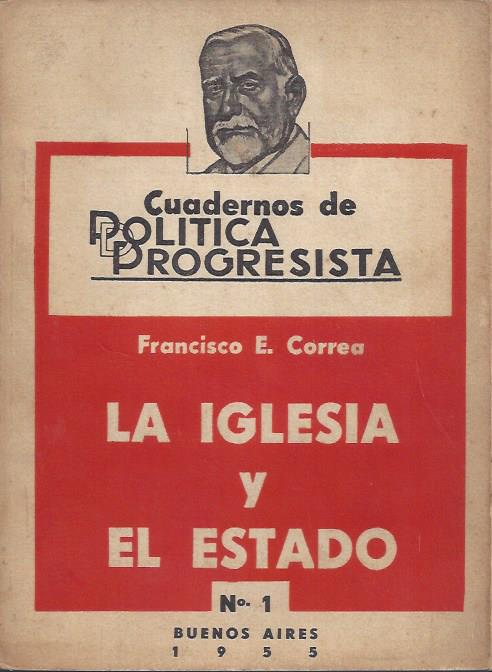 Cuadernos de
POLITICA
PROGRESISTA
Francisco E. Correa
LA IGLESIA
y
EL ESTADO
No. 1
BUENOS AIRES
1955